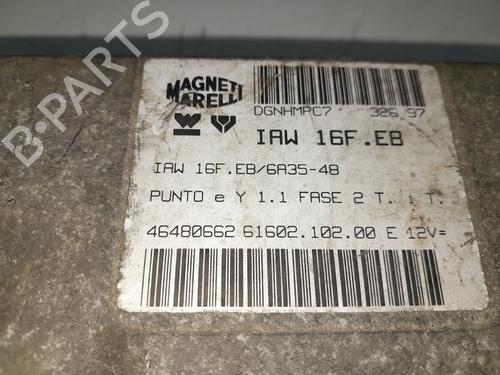 MAGNETI
MARELLI
DGNHMPC7 326 97
IAW 16F.EB
IAW 16F.EB/6A35-48
PUNTO e Y 1.1 FASE 2 T. i T.
46480662 61602.102.00 E 12V=
B-PARTS